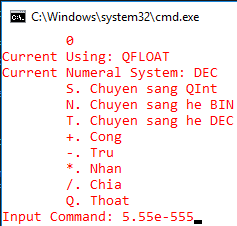 C:\Windows\system32\cmd.exe
0
Current Using: QFLOAT
Current Numeral System: DEC
S. Chuyen sang QInt
N. Chuyen sang he BIN
T. Chuyen sang he DEC
+. Cong
-. Tru
*. Nhan
/. Chia
Q. Thoat
Input Command: 5.55e-555